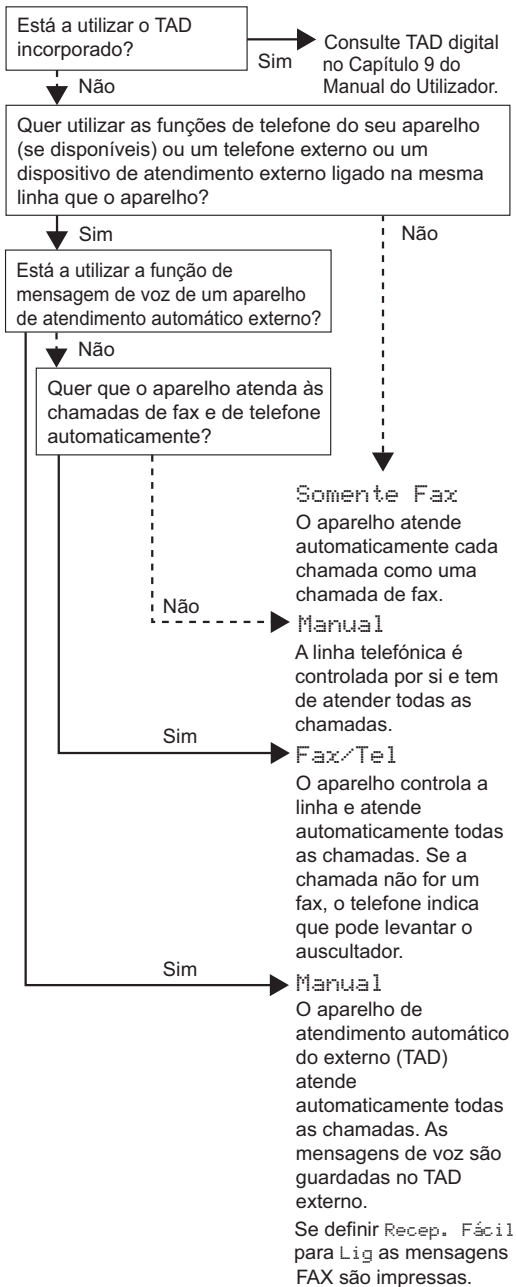 Está a utilizar o TAD
incorporado?
Sim
Consulte TAD digital
no Capítulo 9 do
Manual do Utilizador.
Não
Quer utilizar as funções de telefone do seu aparelho
(se disponíveis) ou um telefone externo ou um
dispositivo de atendimento externo ligado na mesma
linha que o aparelho?
Sim
Não
Está a utilizar a função de
mensagem de voz de um aparelho
de atendimento automático externo?
Não
Quer que o aparelho atenda às
chamadas de fax e de telefone
automaticamente?
Somente Fax
O aparelho atende
automaticamente cada
chamada como uma
chamada de fax.
Não
Manual
A linha telefónica é
controlada por si e tem
de atender todas as
chamadas.
Sim
Fax/Tel
O aparelho controla a
linha e atende
automaticamente todas
as chamadas. Se a
chamada não for um
fax, o telefone indica
que pode levantar o
auscultador.
Sim
Manual
O aparelho de
atendimento automático
do externo (TAD)
atende
automaticamente todas
as chamadas. As
mensagens de voz são
guardadas no TAD
externo.
Se definir Recep. Fácil
para Lig as mensagens
FAX são impressas.